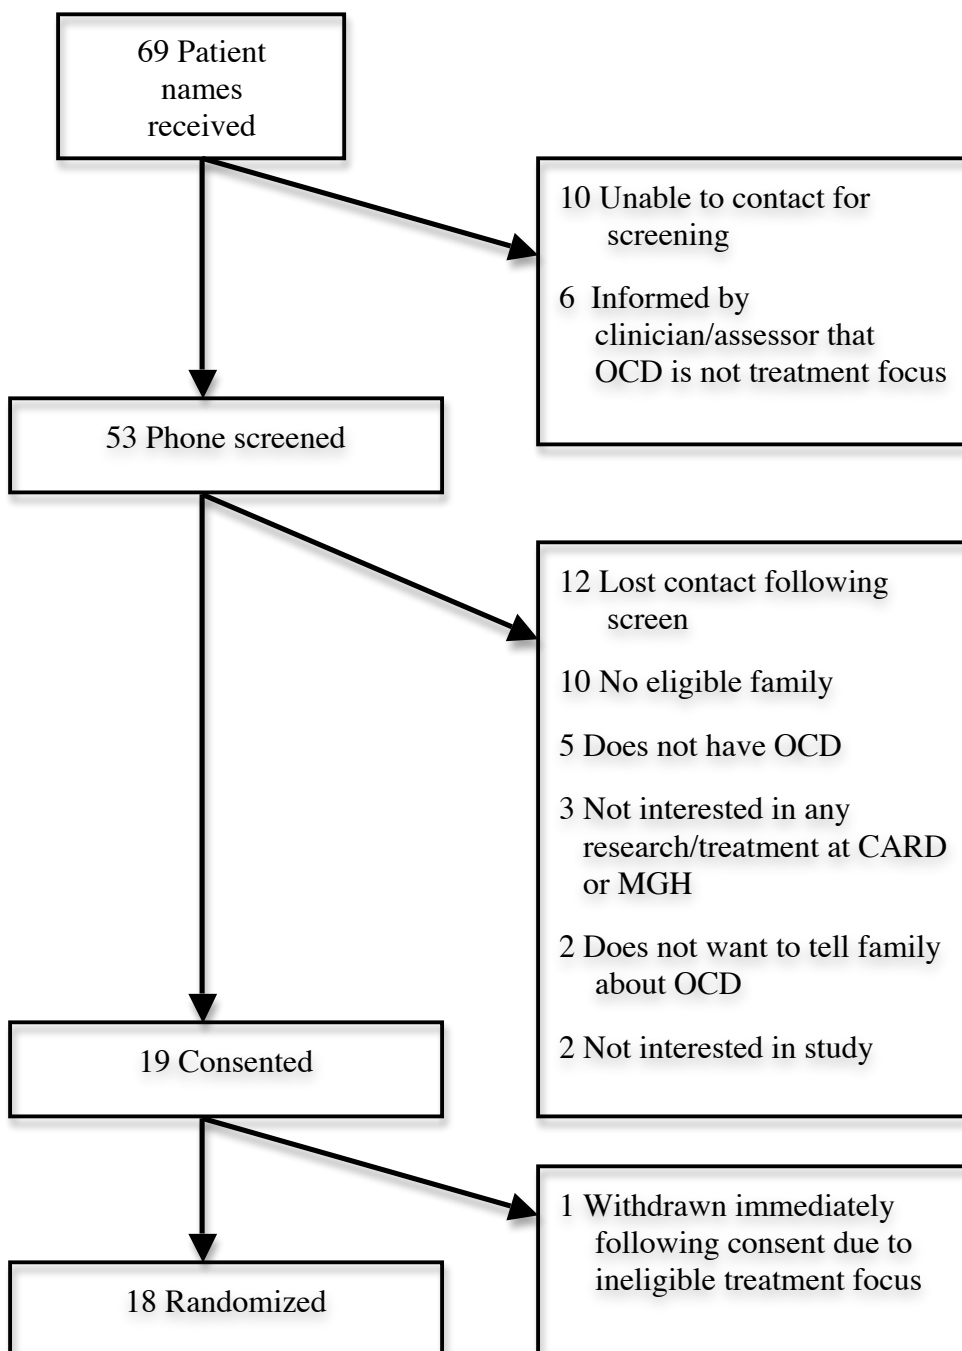 69 Patient
names
received
10 Unable to contact for
screening
6 Informed by
clinician/assessor that
OCD is not treatment focus
53 Phone screened
12 Lost contact following
screen
10 No eligible family
5 Does not have OCD
3 Not interested in any
research/treatment at CARD
or MGH
2 Does not want to tell family
about OCD
2 Not interested in study
19 Consented
1 Withdrawn immediately
following consent due to
ineligible treatment focus
18 Randomized